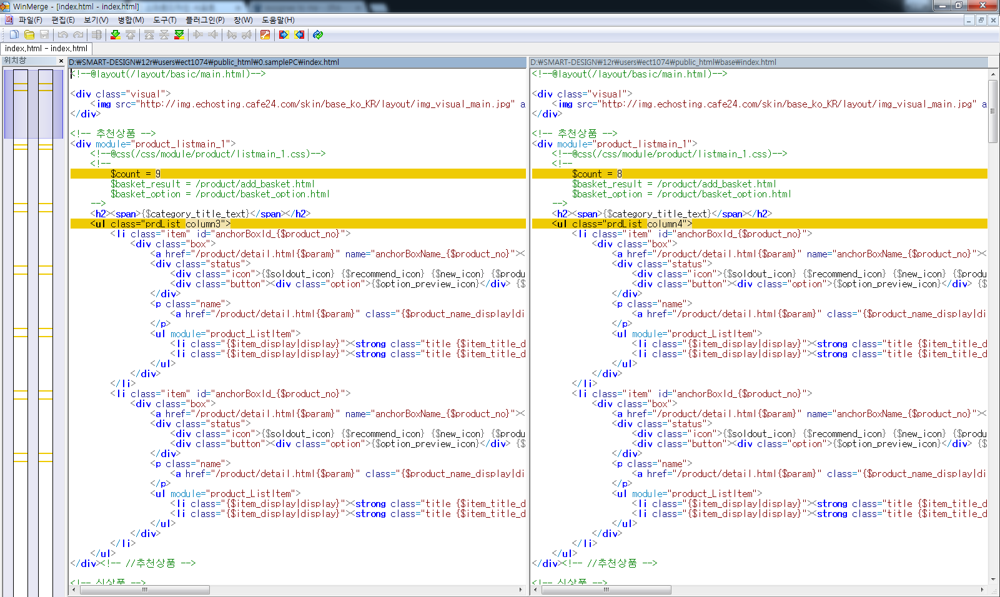 WinMerge - [index.html - index.html]
파일(F) 편집(E) 보기(V) 병합(M) 도구(T) 플러그인(P) 창(W) 도움말(H)
index.html - index.html
위치창
D:₩SMART-DESIGN₩12r₩users₩ect1074₩public_html₩0.samplePC₩index.html
<!--@layout(/layout/basic/main.html)-->
<div class="visual">
<img src="http://img.echosting.cafe24.com/skin/base_ko_KR/layout/img_visual_main.jpg" a
</div>
<!-- 추천상품 -->
<div module="product_listmain_1">
<!--@css(/css/module/product/listmain_1.css)-->
<!--
$count = 9
$basket_result = /product/add_basket.html
$basket_option = /product/basket_option.html
-->
<h2><span>{$category_title_text}</span></h2>
<ul class="prdList column3">
<li class="item" id="anchorBoxId_{$product_no}">
<div class="box">
<a href="/product/detail.html{$param}" name="anchorBoxName_{$product_no}"><
<div class="status">
<div class="icon">{$soldout_icon} {$recommend_icon} {$new_icon} {$produ
<div class="button"><div class="option">{$option_preview_icon}</div> {$
</div>
<p class="name">
<a href="/product/detail.html{$param}" class="{$product_name_display|di
</p>
<ul module="product_ListItem">
<li class="{$item_display|display}"><strong class="title {$item_title_d
<li class="{$item_display|display}"><strong class="title {$item_title_d
</ul>
</div>
</li>
<li class="item" id="anchorBoxId_{$product_no}">
<div class="box">
<a href="/product/detail.html{$param}" name="anchorBoxName_{$product_no}"><
<div class="status">
<div class="icon">{$soldout_icon} {$recommend_icon} {$new_icon} {$produ
<div class="button"><div class="option">{$option_preview_icon}</div> {$
</div>
<p class="name">
<a href="/product/detail.html{$param}" class="{$product_name_display|di
</p>
<ul module="product_ListItem">
<li class="{$item_display|display}"><strong class="title {$item_title_d
<li class="{$item_display|display}"><strong class="title {$item_title_d
</ul>
</div>
</li>
</ul>
</div><!-- //추천상품 -->
<!-- 신상품 -->
D:₩SMART-DESIGN₩12r₩users₩ect1074₩public_html₩base₩index.html
<!--@layout(/layout/basic/main.html)-->
<div class="visual">
<img src="http://img.echosting.cafe24.com/skin/base_ko_KR/layout/img_visual_main.jpg" a
</div>
<!-- 추천상품 -->
<div module="product_listmain_1">
<!--@css(/css/module/product/listmain_1.css)-->
<!--
$count = 8
$basket_result = /product/add_basket.html
$basket_option = /product/basket_option.html
-->
<h2><span>{$category_title_text}</span></h2>
<ul class="prdList column4">
<li class="item" id="anchorBoxId_{$product_no}">
<div class="box">
<a href="/product/detail.html{$param}" name="anchorBoxName_{$product_no}"><
<div class="status">
<div class="icon">{$soldout_icon} {$recommend_icon} {$new_icon} {$produ
<div class="button"><div class="option">{$option_preview_icon}</div> {$
</div>
<p class="name">
<a href="/product/detail.html{$param}" class="{$product_name_display|di
</p>
<ul module="product_ListItem">
<li class="{$item_display|display}"><strong class="title {$item_title_d
<li class="{$item_display|display}"><strong class="title {$item_title_d
</ul>
</div>
</li>
<li class="item" id="anchorBoxId_{$product_no}">
<div class="box">
<a href="/product/detail.html{$param}" name="anchorBoxName_{$product_no}"><
<div class="status">
<div class="icon">{$soldout_icon} {$recommend_icon} {$new_icon} {$produ
<div class="button"><div class="option">{$option_preview_icon}</div> {$
</div>
<p class="name">
<a href="/product/detail.html{$param}" class="{$product_name_display|di
</p>
<ul module="product_ListItem">
<li class="{$item_display|display}"><strong class="title {$item_title_d
<li class="{$item_display|display}"><strong class="title {$item_title_d
</ul>
</div>
</li>
</ul>
</div><!-- //추천상품 -->
<!-- 신상품 -->